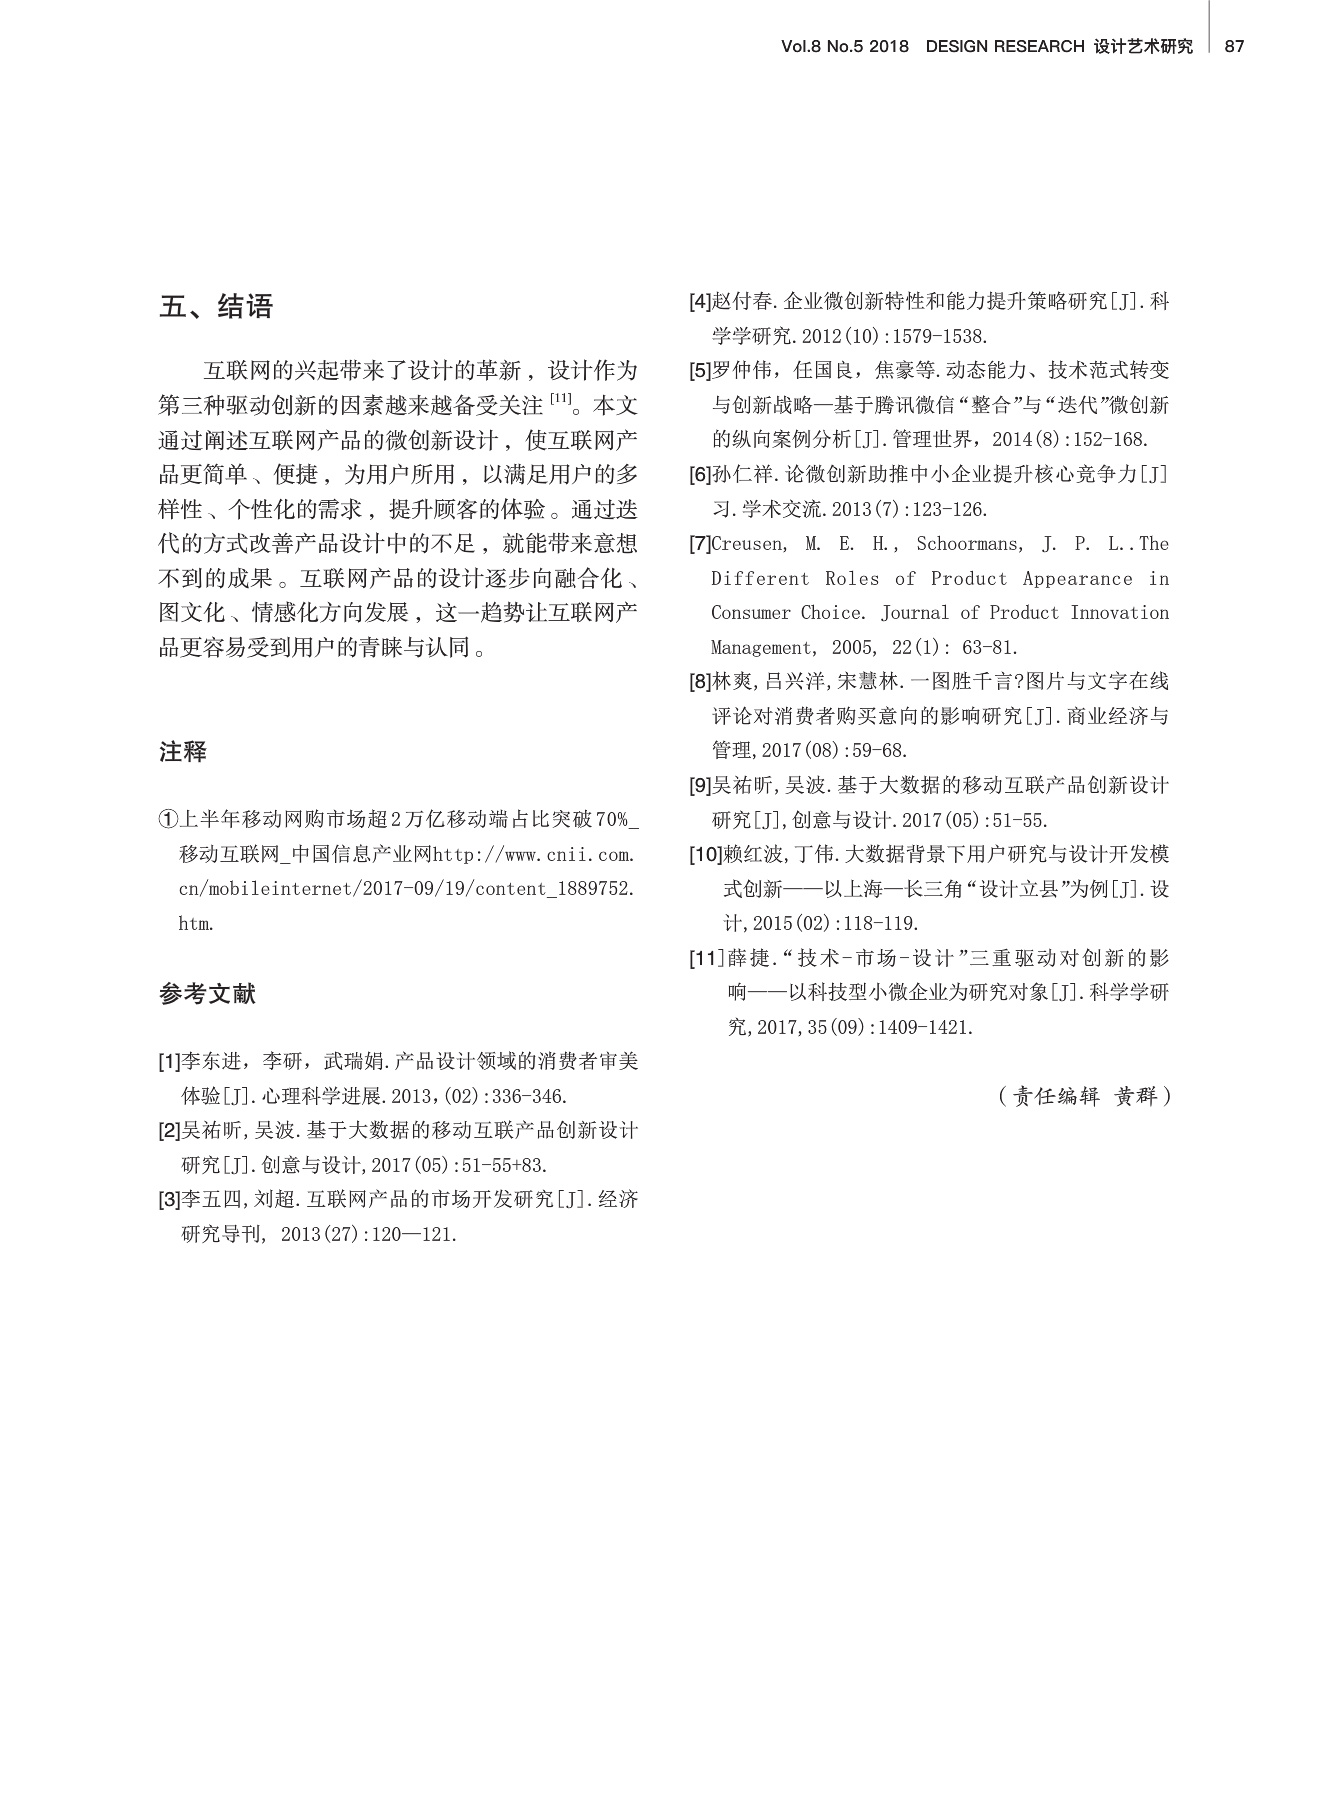 Vol.8 No.5 2018 DESIGN RESEARCH 设计艺术研究 87
五、结语
互联网的兴起带来了设计的革新，设计作为
第三种驱动创新的因素越来越备受关注[11]。本文
通过阐述互联网产品的微创新设计，使互联网产
品更简单、便捷，为用户所用，以满足用户的多
样性、个性化的需求，提升顾客的体验。通过迭
代的方式改善产品设计中的不足，就能带来意想
不到的成果。互联网产品的设计逐步向融合化、
图文化、情感化方向发展，这一趋势让互联网产
品更容易受到用户的青睐与认同。
注释
①上半年移动网购市场超2万亿移动端占比突破70%_
移动互联网_中国信息产业网http://www.cnii.com.
cn/mobileinternet/2017-09/19/content_1889752.
htm.
参考文献
[1]李东进，李研，武瑞娟.产品设计领域的消费者审美
体验[J].心理科学进展.2013,(02):336-346.
[2]吴祐昕,吴波.基于大数据的移动互联产品创新设计
研究[J].创意与设计,2017(05):51-55+83.
[3]李五四,刘超.互联网产品的市场开发研究[J].经济
研究导刊, 2013(27):120—121.
[4]赵付春.企业微创新特性和能力提升策略研究[J].科
学学研究.2012(10):1579-1538.
[5]罗仲伟，任国良，焦豪等.动态能力、技术范式转变
与创新战略—基于腾讯微信“整合”与“迭代”微创新
的纵向案例分析[J].管理世界，2014(8):152-168.
[6]孙仁祥.论微创新助推中小企业提升核心竞争力[J]
习.学术交流.2013(7):123-126.
[7]Creusen, M. E. H., Schoormans, J. P. L..The
Different Roles of Product Appearance in
Consumer Choice. Journal of Product Innovation
Management, 2005, 22(1): 63-81.
[8]林爽,吕兴洋,宋慧林.一图胜千言?图片与文字在线
评论对消费者购买意向的影响研究[J].商业经济与
管理,2017(08):59-68.
[9]吴祐昕,吴波.基于大数据的移动互联产品创新设计
研究[J],创意与设计.2017(05):51-55.
[10]赖红波,丁伟.大数据背景下用户研究与设计开发模
式创新——以上海—长三角“设计立县”为例[J].设
计,2015(02):118-119.
[11]薛捷.“技术-市场-设计”三重驱动对创新的影
响——以科技型小微企业为研究对象[J].科学学研
究,2017,35(09):1409-1421.
（责任编辑 黄群）